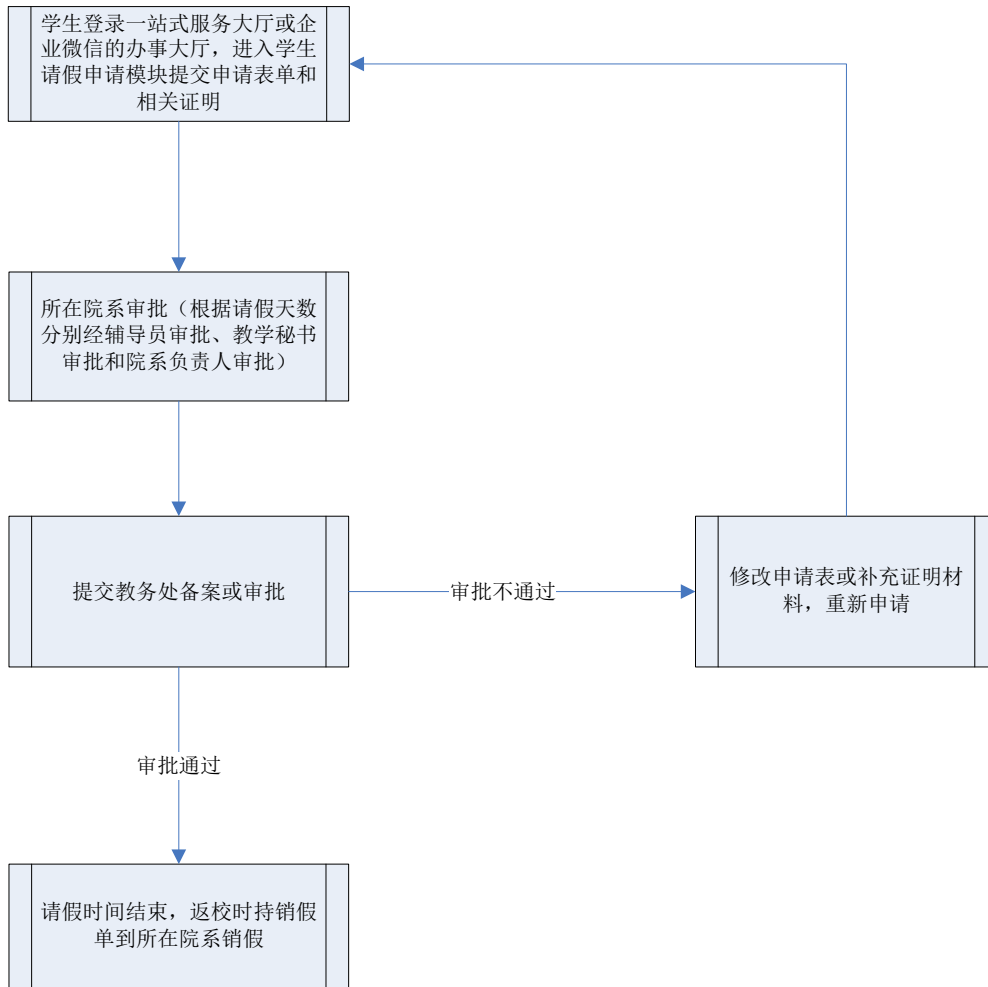 学生登录一站式服务大厅或企
业微信的办事大厅，进入学生
请假申请模块提交申请表单和
相关证明
所在院系审批（根据请假天数
分别经辅导员审批、教学秘书
审批和院系负责人审批）
提交教务处备案或审批
审批不通过
修改申请表或补充证明材
料，重新申请
审批通过
请假时间结束，返校时持销假
单到所在院系销假